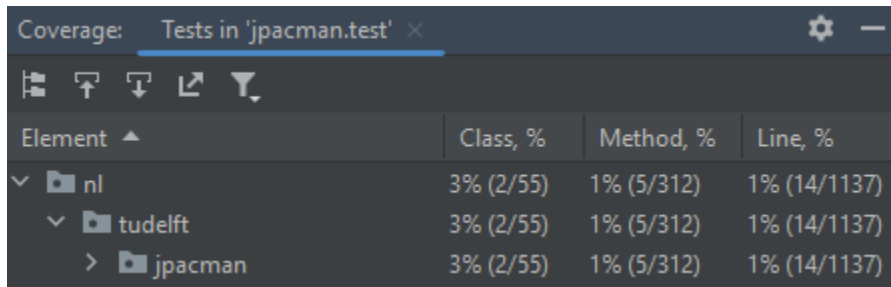 Coverage: Tests in 'jpacman.test'
Element Class, % Method, % Line, %
nl 3% (2/55) 1% (5/312) 1% (14/1137)
tudelft 3% (2/55) 1% (5/312) 1% (14/1137)
jpacman 3% (2/55) 1% (5/312) 1% (14/1137)